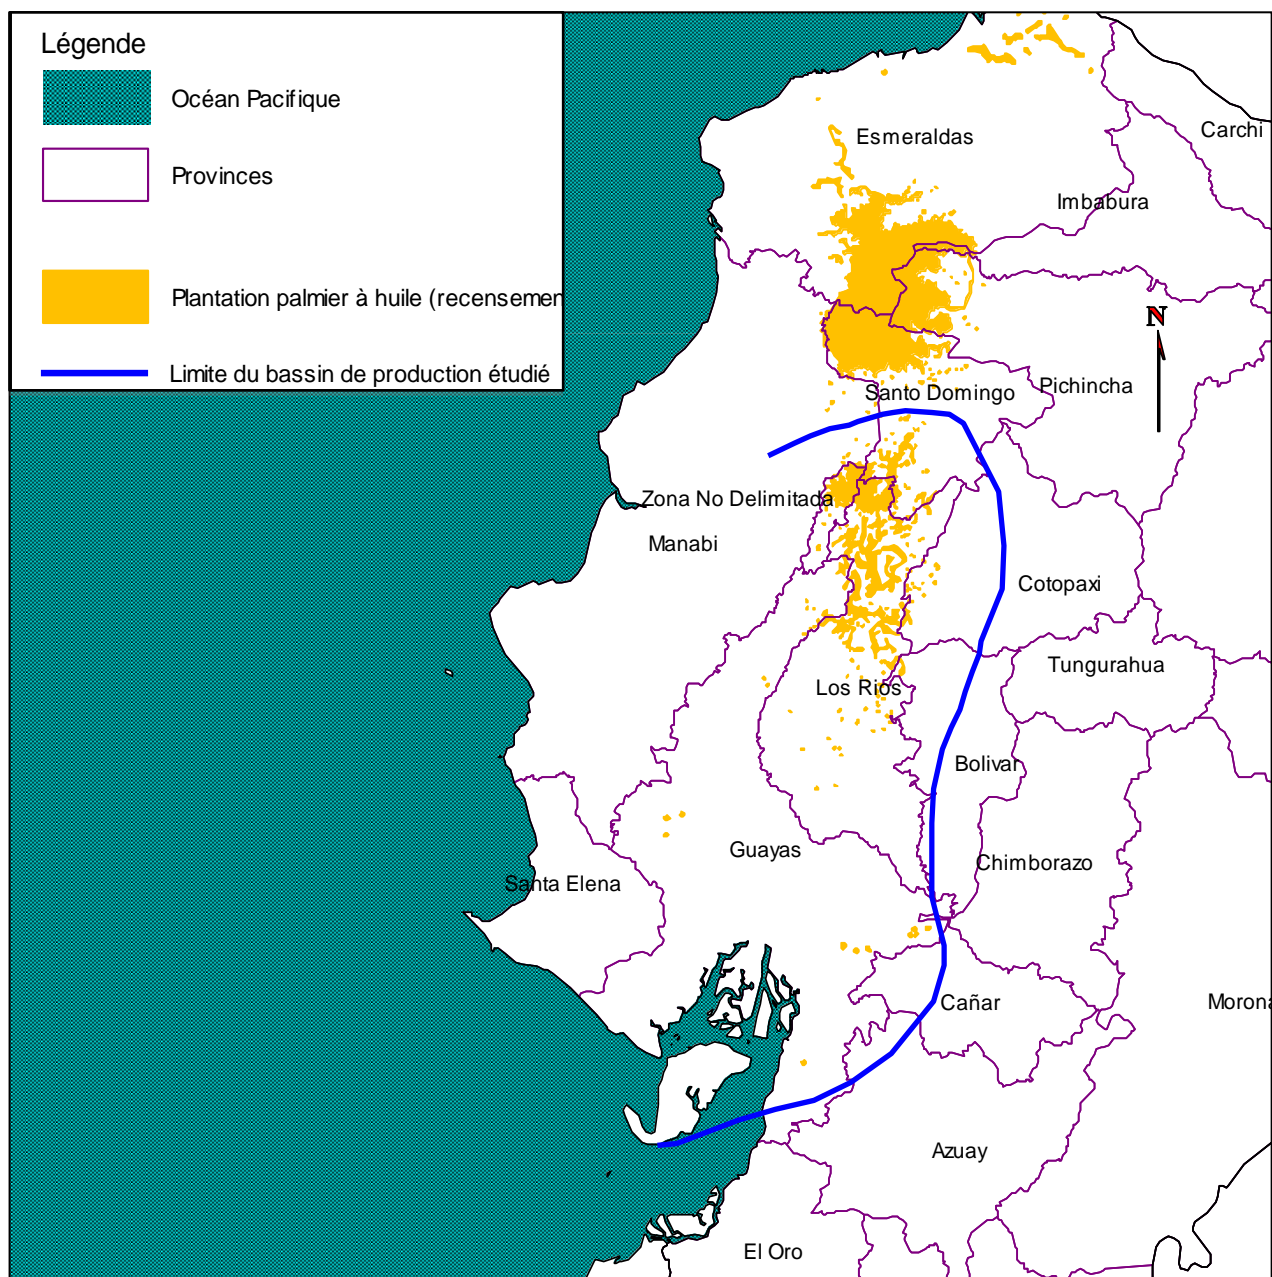 Légende
Océan Pacifique
Provinces
Plantation palmier à huile (recensemen
Limite du bassin de production étudié
Esmeraldas
Carchi
Imbabura
N
Pichincha
Santo Domingo
Zona No Delimitada
Manabi
Cotopaxi
Tungurahua
Los Rios
Bolivar
Guayas
Chimborazo
Santa Elena
Cañar
Morona
Azuay
El Oro